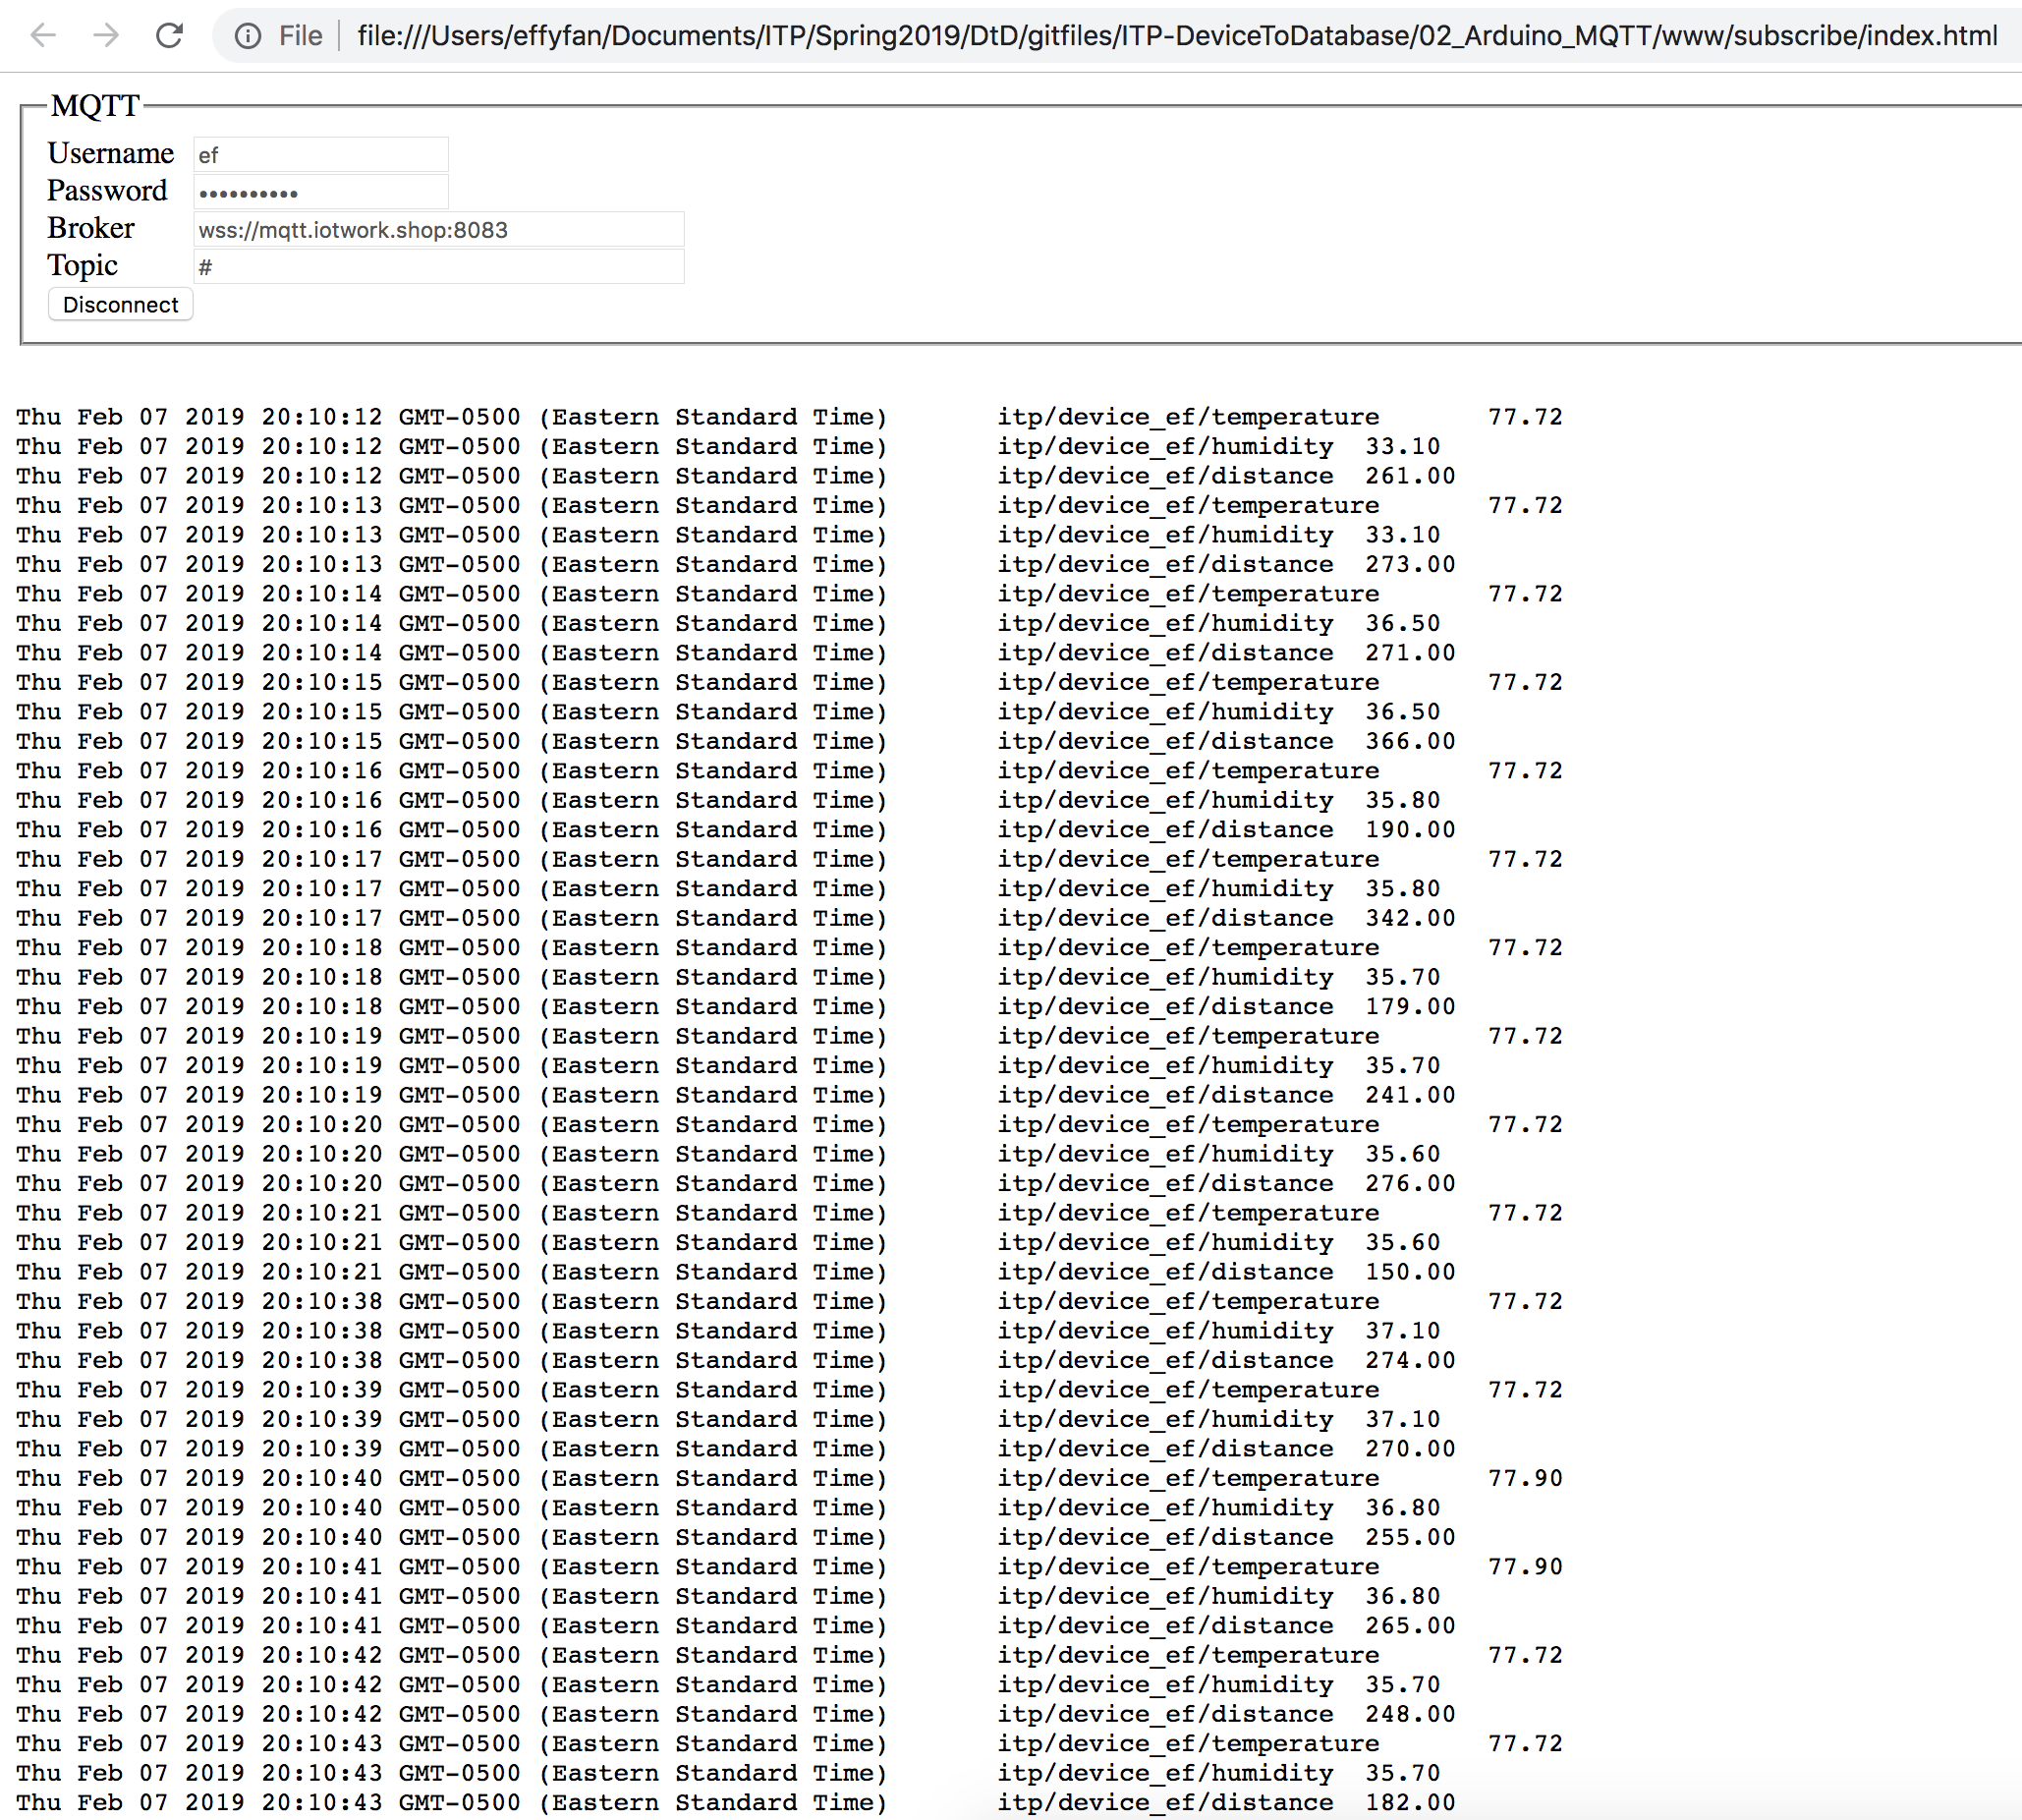 File file:///Users/effyfan/Documents/ITP/Spring2019/DtD/gitfiles/ITP-DeviceToDatabase/02_Arduino_MQTT/www/subscribe/index.html
MQTT
Username ef
Password ••••••••••
Broker wss://mqtt.iotwork.shop:8083
Topic #
Disconnect
Thu Feb 07 2019 20:10:12 GMT-0500 (Eastern Standard Time) itp/device_ef/temperature 77.72
Thu Feb 07 2019 20:10:12 GMT-0500 (Eastern Standard Time) itp/device_ef/humidity 33.10
Thu Feb 07 2019 20:10:12 GMT-0500 (Eastern Standard Time) itp/device_ef/distance 261.00
Thu Feb 07 2019 20:10:13 GMT-0500 (Eastern Standard Time) itp/device_ef/temperature 77.72
Thu Feb 07 2019 20:10:13 GMT-0500 (Eastern Standard Time) itp/device_ef/humidity 33.10
Thu Feb 07 2019 20:10:13 GMT-0500 (Eastern Standard Time) itp/device_ef/distance 273.00
Thu Feb 07 2019 20:10:14 GMT-0500 (Eastern Standard Time) itp/device_ef/temperature 77.72
Thu Feb 07 2019 20:10:14 GMT-0500 (Eastern Standard Time) itp/device_ef/humidity 36.50
Thu Feb 07 2019 20:10:14 GMT-0500 (Eastern Standard Time) itp/device_ef/distance 271.00
Thu Feb 07 2019 20:10:15 GMT-0500 (Eastern Standard Time) itp/device_ef/temperature 77.72
Thu Feb 07 2019 20:10:15 GMT-0500 (Eastern Standard Time) itp/device_ef/humidity 36.50
Thu Feb 07 2019 20:10:15 GMT-0500 (Eastern Standard Time) itp/device_ef/distance 366.00
Thu Feb 07 2019 20:10:16 GMT-0500 (Eastern Standard Time) itp/device_ef/temperature 77.72
Thu Feb 07 2019 20:10:16 GMT-0500 (Eastern Standard Time) itp/device_ef/humidity 35.80
Thu Feb 07 2019 20:10:16 GMT-0500 (Eastern Standard Time) itp/device_ef/distance 190.00
Thu Feb 07 2019 20:10:17 GMT-0500 (Eastern Standard Time) itp/device_ef/temperature 77.72
Thu Feb 07 2019 20:10:17 GMT-0500 (Eastern Standard Time) itp/device_ef/humidity 35.80
Thu Feb 07 2019 20:10:17 GMT-0500 (Eastern Standard Time) itp/device_ef/distance 342.00
Thu Feb 07 2019 20:10:18 GMT-0500 (Eastern Standard Time) itp/device_ef/temperature 77.72
Thu Feb 07 2019 20:10:18 GMT-0500 (Eastern Standard Time) itp/device_ef/humidity 35.70
Thu Feb 07 2019 20:10:18 GMT-0500 (Eastern Standard Time) itp/device_ef/distance 179.00
Thu Feb 07 2019 20:10:19 GMT-0500 (Eastern Standard Time) itp/device_ef/temperature 77.72
Thu Feb 07 2019 20:10:19 GMT-0500 (Eastern Standard Time) itp/device_ef/humidity 35.70
Thu Feb 07 2019 20:10:19 GMT-0500 (Eastern Standard Time) itp/device_ef/distance 241.00
Thu Feb 07 2019 20:10:20 GMT-0500 (Eastern Standard Time) itp/device_ef/temperature 77.72
Thu Feb 07 2019 20:10:20 GMT-0500 (Eastern Standard Time) itp/device_ef/humidity 35.60
Thu Feb 07 2019 20:10:20 GMT-0500 (Eastern Standard Time) itp/device_ef/distance 276.00
Thu Feb 07 2019 20:10:21 GMT-0500 (Eastern Standard Time) itp/device_ef/temperature 77.72
Thu Feb 07 2019 20:10:21 GMT-0500 (Eastern Standard Time) itp/device_ef/humidity 35.60
Thu Feb 07 2019 20:10:21 GMT-0500 (Eastern Standard Time) itp/device_ef/distance 150.00
Thu Feb 07 2019 20:10:38 GMT-0500 (Eastern Standard Time) itp/device_ef/temperature 77.72
Thu Feb 07 2019 20:10:38 GMT-0500 (Eastern Standard Time) itp/device_ef/humidity 37.10
Thu Feb 07 2019 20:10:38 GMT-0500 (Eastern Standard Time) itp/device_ef/distance 274.00
Thu Feb 07 2019 20:10:39 GMT-0500 (Eastern Standard Time) itp/device_ef/temperature 77.72
Thu Feb 07 2019 20:10:39 GMT-0500 (Eastern Standard Time) itp/device_ef/humidity 37.10
Thu Feb 07 2019 20:10:39 GMT-0500 (Eastern Standard Time) itp/device_ef/distance 270.00
Thu Feb 07 2019 20:10:40 GMT-0500 (Eastern Standard Time) itp/device_ef/temperature 77.90
Thu Feb 07 2019 20:10:40 GMT-0500 (Eastern Standard Time) itp/device_ef/humidity 36.80
Thu Feb 07 2019 20:10:40 GMT-0500 (Eastern Standard Time) itp/device_ef/distance 255.00
Thu Feb 07 2019 20:10:41 GMT-0500 (Eastern Standard Time) itp/device_ef/temperature 77.90
Thu Feb 07 2019 20:10:41 GMT-0500 (Eastern Standard Time) itp/device_ef/humidity 36.80
Thu Feb 07 2019 20:10:41 GMT-0500 (Eastern Standard Time) itp/device_ef/distance 265.00
Thu Feb 07 2019 20:10:42 GMT-0500 (Eastern Standard Time) itp/device_ef/temperature 77.72
Thu Feb 07 2019 20:10:42 GMT-0500 (Eastern Standard Time) itp/device_ef/humidity 35.70
Thu Feb 07 2019 20:10:42 GMT-0500 (Eastern Standard Time) itp/device_ef/distance 248.00
Thu Feb 07 2019 20:10:43 GMT-0500 (Eastern Standard Time) itp/device_ef/temperature 77.72
Thu Feb 07 2019 20:10:43 GMT-0500 (Eastern Standard Time) itp/device_ef/humidity 35.70
Thu Feb 07 2019 20:10:43 GMT-0500 (Eastern Standard Time) itp/device_ef/distance 182.00